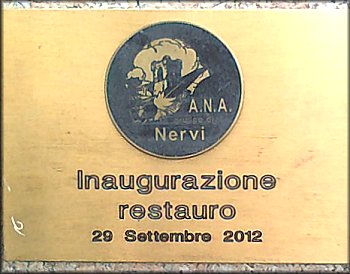 A.N.A.
Nervi
Inaugurazione
restauro
29 Settembre 2012